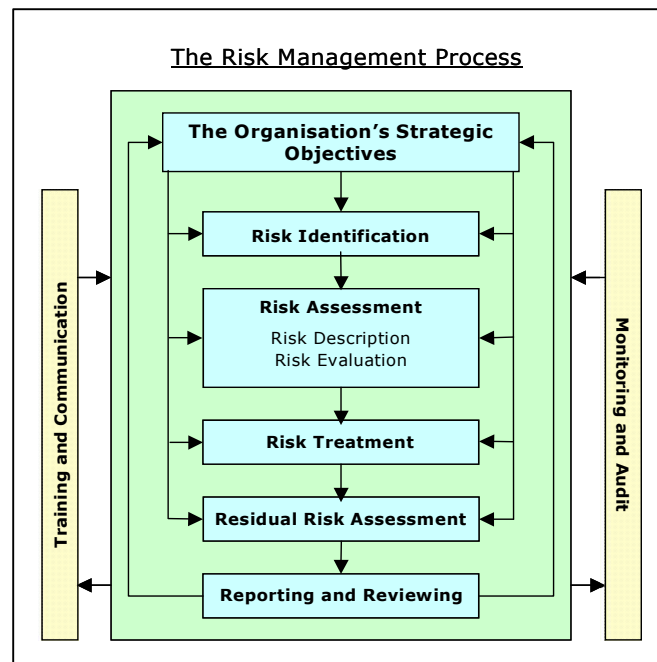 The Risk Management Process
The Organisation's Strategic
Objectives
Risk Identification
Risk Assessment
Risk Description
Risk Evaluation
Risk Treatment
Residual Risk Assessment
Reporting and Reviewing
Training and Communication
Monitoring and Audit